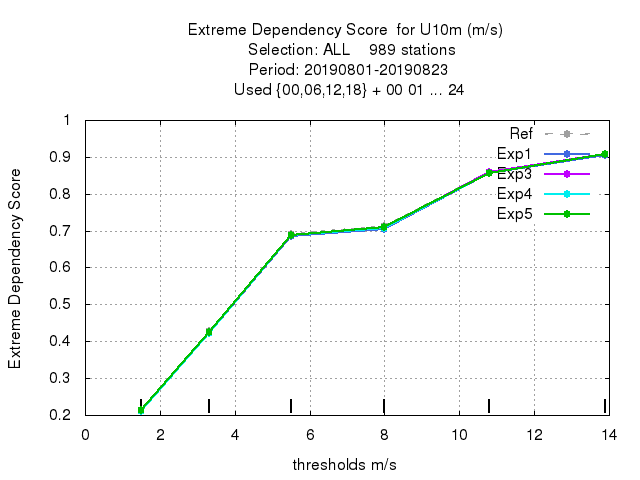 Extreme Dependency Score  for U10m (m/s)
Selection: ALL    989 stations
Period: 20190801-20190823
Used {00,06,12,18} + 00 01 ... 24
Extreme Dependency Score
1
0.9
0.8
0.7
0.6
0.5
0.4
0.3
0.2
Ref
Exp1
Exp3
Exp4
Exp5
0 2 4 6 8 10 12 14
thresholds m/s